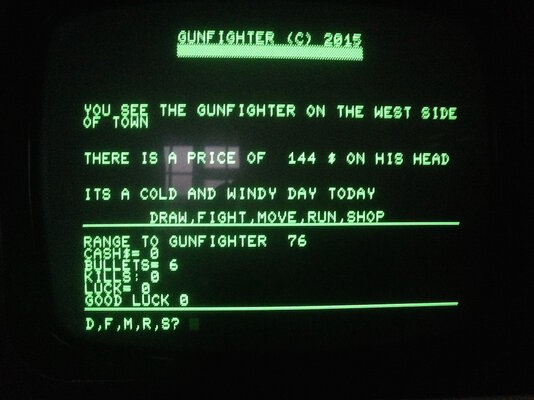 GUNFIGHTER (C) 2015
YOU SEE THE GUNFIGHTER ON THE WEST SIDE
OF TOWN
THERE IS A PRICE OF 144 $ ON HIS HEAD
ITS A COLD AND WINDY DAY TODAY
DRAW,FIGHT,MOVE,RUN,SHOP
RANGE TO GUNFIGHTER 76
CASH$= 0
BULLETS= 6
KILLS: 0
LUCK= 0
GOOD LUCK 0
D,F,M,R,S?